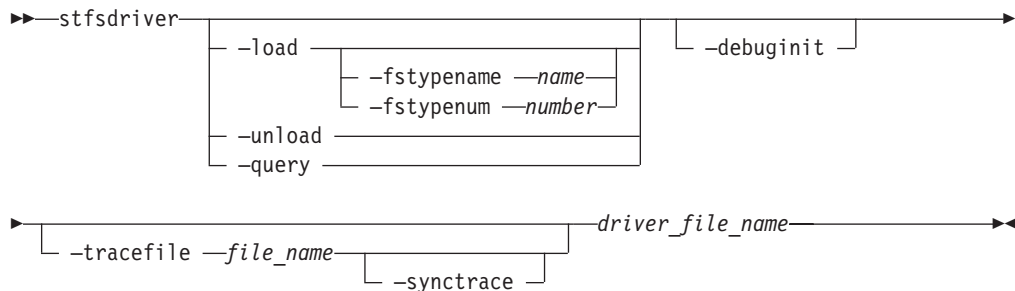 stfsdriver
–load
–debuginit
–fstypename name
–fstypenum number
–unload
–query
driver_file_name
–tracefile file_name
–synctrace